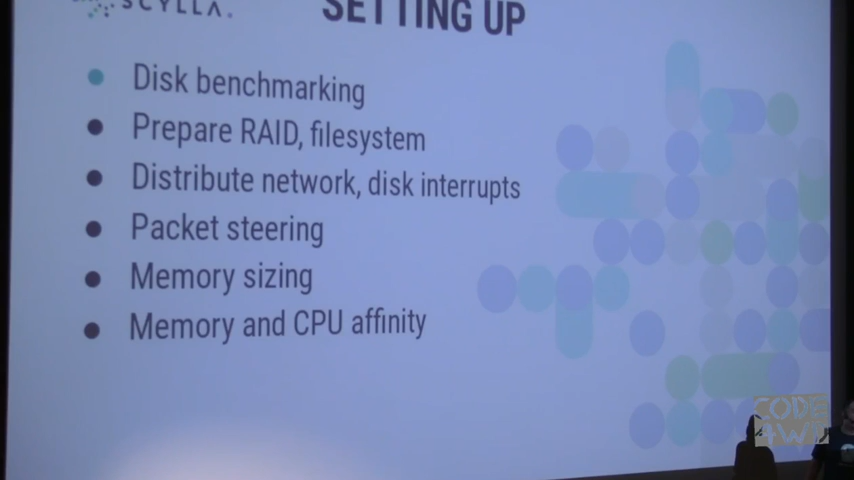 SCYLLA.
SETTING UP
Disk benchmarking
Prepare RAID, filesystem
Distribute network, disk interrupts
Packet steering
Memory sizing
Memory and CPU affinity
CODE